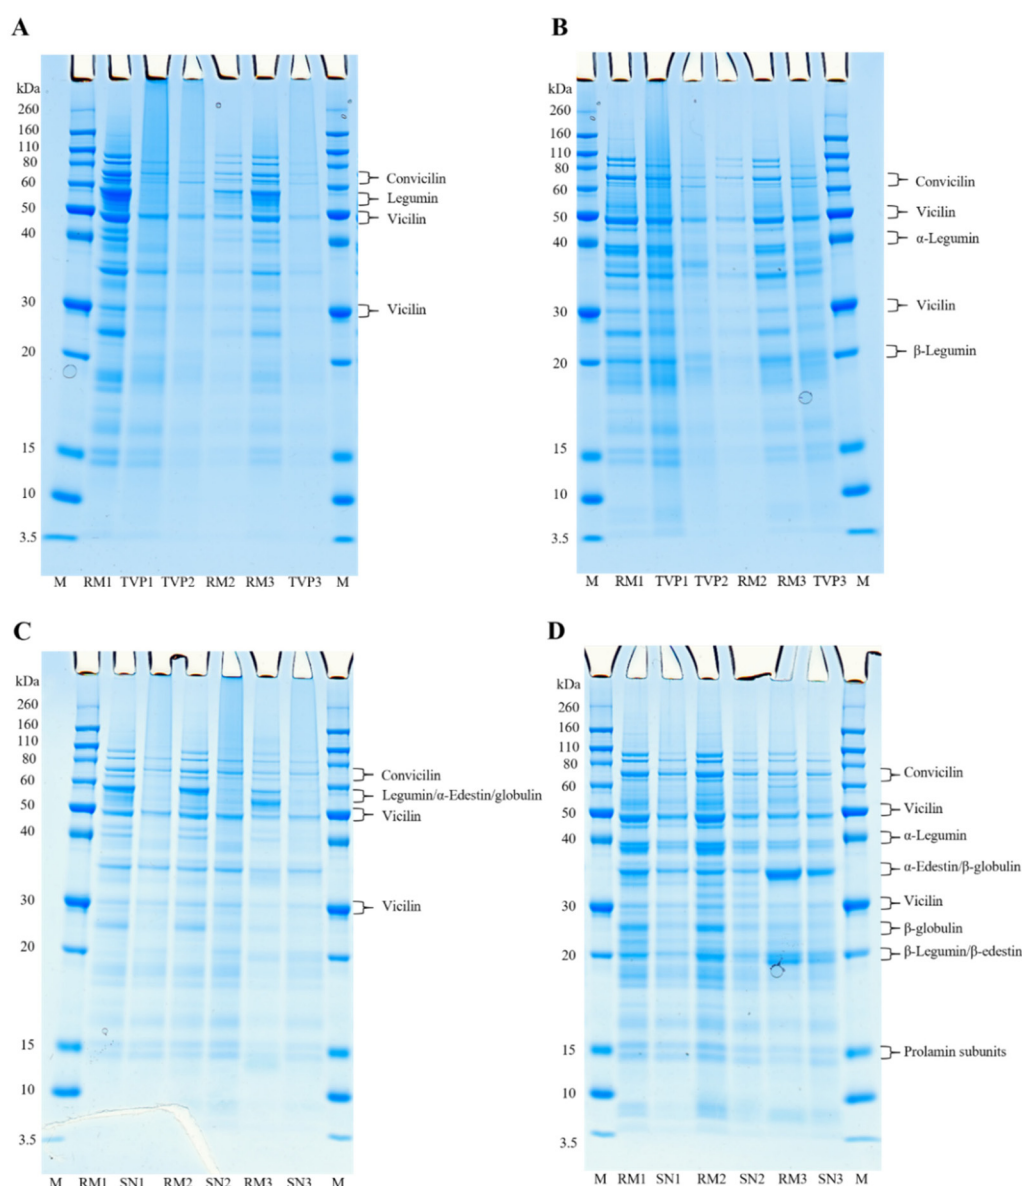 A
kDa
260
160
110
80
60
50
40
30
20
15
10
3.5
Convicilin
Legumin
Vicilin
Vicilin
M RM1 TVP1 TVP2 RM2 RM3 TVP3 M
B
kDa
260
160
110
80
60
50
40
30
20
15
10
3.5
Convicilin
Vicilin
α-Legumin
Vicilin
β-Legumin
M RM1 TVP1 TVP2 RM2 RM3 TVP3 M
C
kDa
260
160
110
80
60
50
40
30
20
15
10
3.5
Convicilin
Legumin/α-Edestin/globulin
Vicilin
Vicilin
M RM1 SN1 RM2 SN2 RM3 SN3 M
D
kDa
260
160
110
80
60
50
40
30
20
15
10
3.5
Convicilin
Vicilin
α-Legumin
α-Edestin/β-globulin
Vicilin
β-globulin
β-Legumin/β-edestin
Prolamin subunits
M RM1 SN1 RM2 SN2 RM3 SN3 M